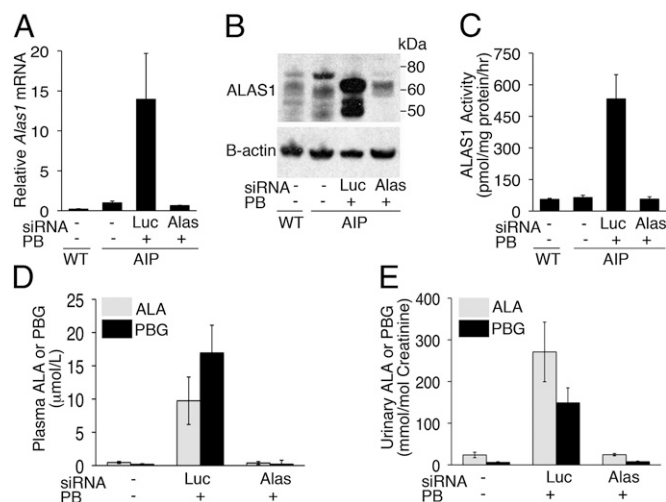 A
Relative Alas1 mRNA
20
15
10
5
0
siRNA - - Luc Alas
PB - - + +
WT AIP
B
kDa
ALAS1
-80
-60
-50
B-actin
siRNA - - Luc Alas
PB - - + +
WT AIP
C
ALAS1 Activity
(pmol/mg protein/hr)
750
600
450
300
150
0
siRNA - - Luc Alas
PB - - + +
WT AIP
D
Plasma ALA or PBG
(μmol/L)
25
20
15
10
5
0
ALA
PBG
siRNA - Luc Alas
PB - + +
E
Urinary ALA or PBG
(mmol/mol Creatinine)
400
300
200
100
0
ALA
PBG
siRNA - Luc Alas
PB - + +